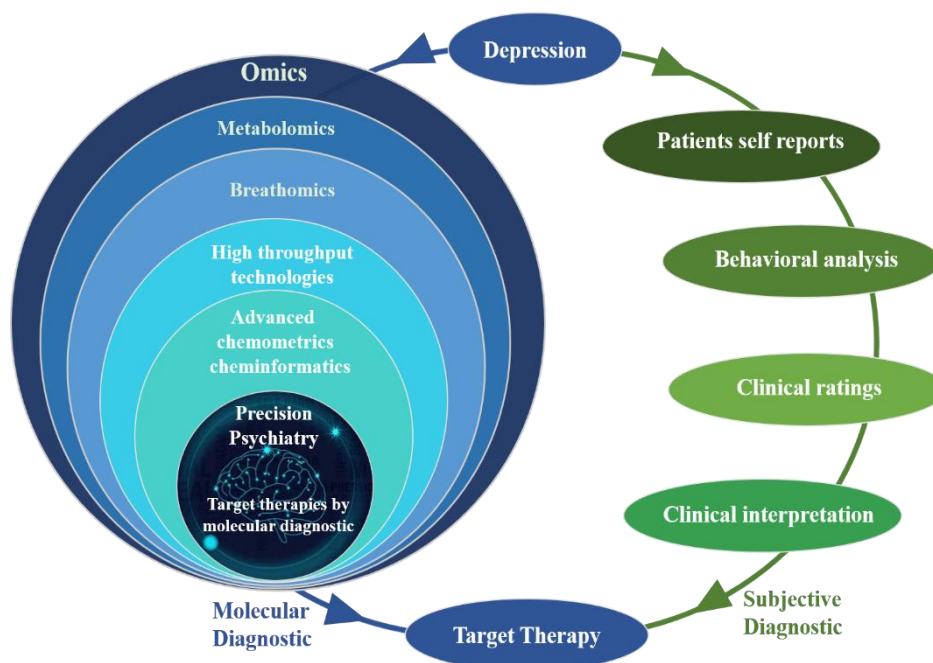 Depression
Omics
Metabolomics
Breathomics
High throughput
technologies
Advanced
chemometrics
cheminformatics
Precision
Psychiatry
Target therapies by
molecular diagnostic
Patients self reports
Behavioral analysis
Clinical ratings
Clinical interpretation
Molecular
Diagnostic
Target Therapy
Subjective
Diagnostic